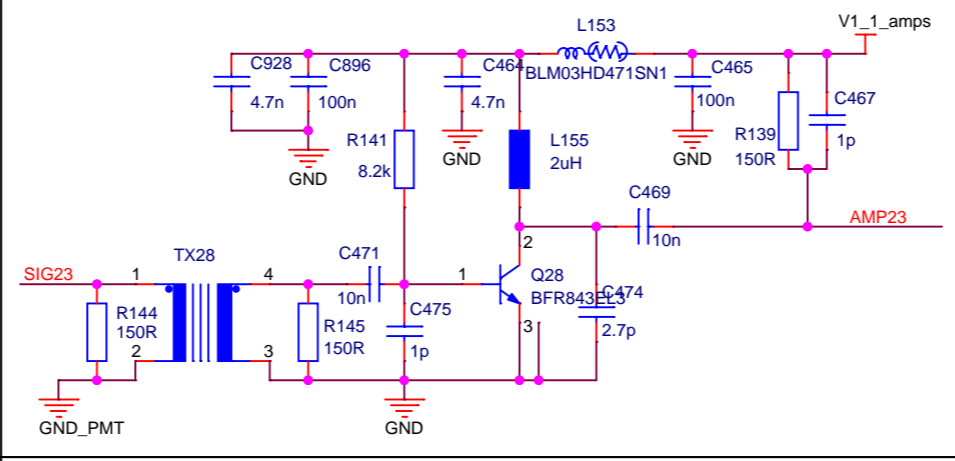 L153
V1_1_amps
C928
C896
C464
BLM03HD471SN1
C465
C467
4.7n
100n
4.7n
100n
R141
8.2k
L155
2uH
R139
150R
1p
GND
GND
GND
C469
10n
AMP23
SIG23
1
TX28
4
C471
10n
1
2
Q28
BFR843EL3
C474
R144
150R
R145
150R
C475
1p
3
2.7p
2
3
GND_PMT
GND